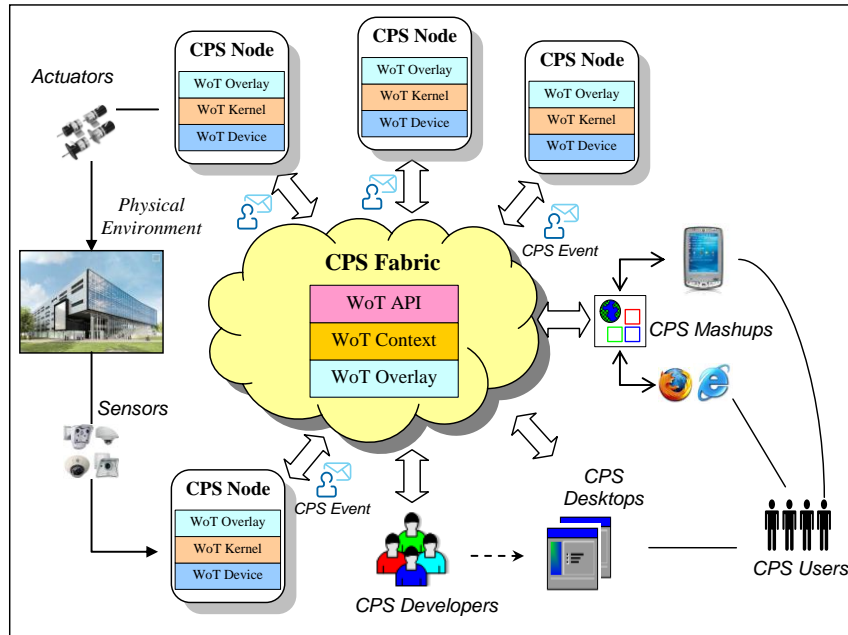 Actuators
CPS Node
WoT Overlay
WoT Kernel
WoT Device
CPS Node
WoT Overlay
WoT Kernel
WoT Device
CPS Node
WoT Overlay
WoT Kernel
WoT Device
Physical
Environment
CPS Event
CPS Fabric
WoT API
WoT Context
WoT Overlay
CPS Mashups
Sensors
CPS Node
WoT Overlay
WoT Kernel
WoT Device
CPS Event
CPS Developers
CPS
Desktops
CPS Users